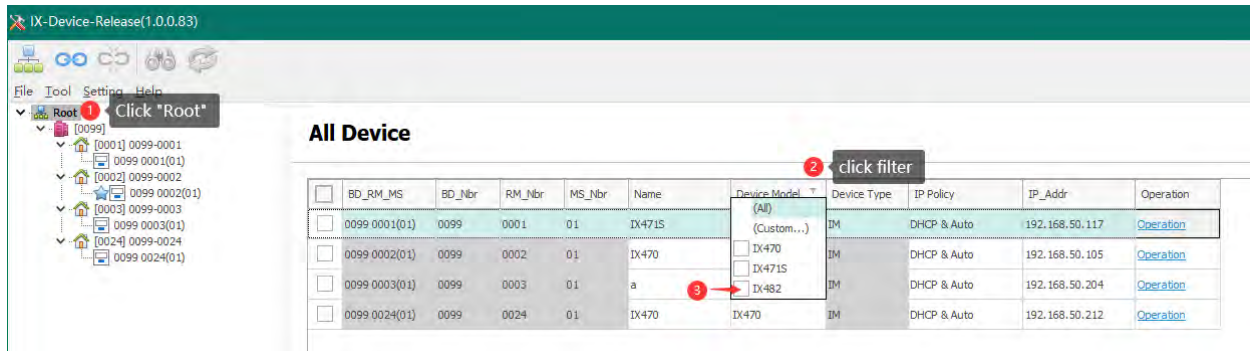 IX-Device-Release(1.0.0.83)
File Tool Setting Help
Root 1 Click "Root"
[0099]
[0001] 0099-0001
0099 0001(01)
[0002] 0099-0002
0099 0002(01)
[0003] 0099-0003
0099 0003(01)
[0024] 0099-0024
0099 0024(01)
All Device
2 click filter
BD_RM_MS BD_Nbr RM_Nbr MS_Nbr Name Device Model Device Type IP Policy IP_Addr Operation
(All)
0099 0001(01) 0099 0001 01 IX471S IM DHCP & Auto 192.168.50.117 Operation
(Custom...)
IX470
0099 0002(01) 0099 0002 01 IX470 IM DHCP & Auto 192.168.50.105 Operation
IX471S
0099 0003(01) 0099 0003 01 a 3 IX482 IM DHCP & Auto 192.168.50.204 Operation
0099 0024(01) 0099 0024 01 IX470 IX470 IM DHCP & Auto 192.168.50.212 Operation